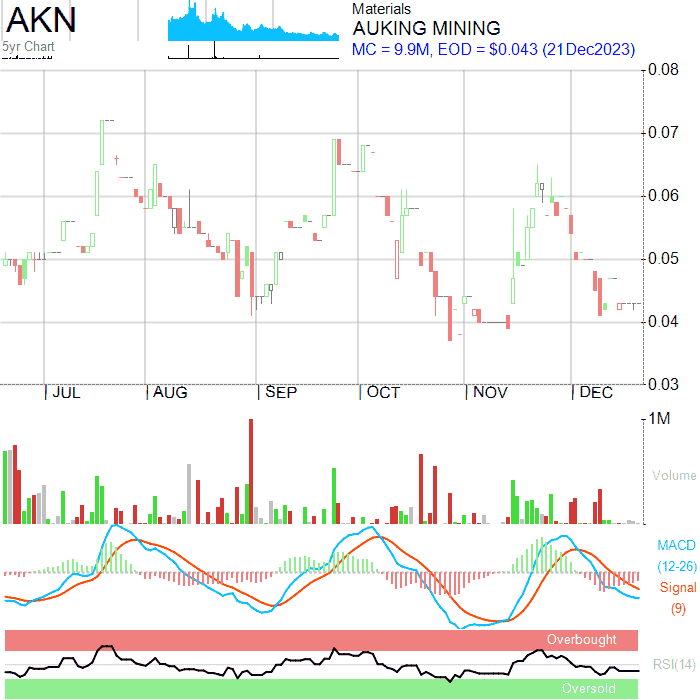 AKN
5yr Chart
Materials
AUKING MINING
MC = 9.9M, EOD = $0.043 (21Dec2023)
0.08
0.07
0.06
0.05
0.04
0.03
JUL AUG SEP OCT NOV DEC
1M
Volume
MACD
(12-26)
Signal
(9)
Overbought
RSI(14)
Oversold